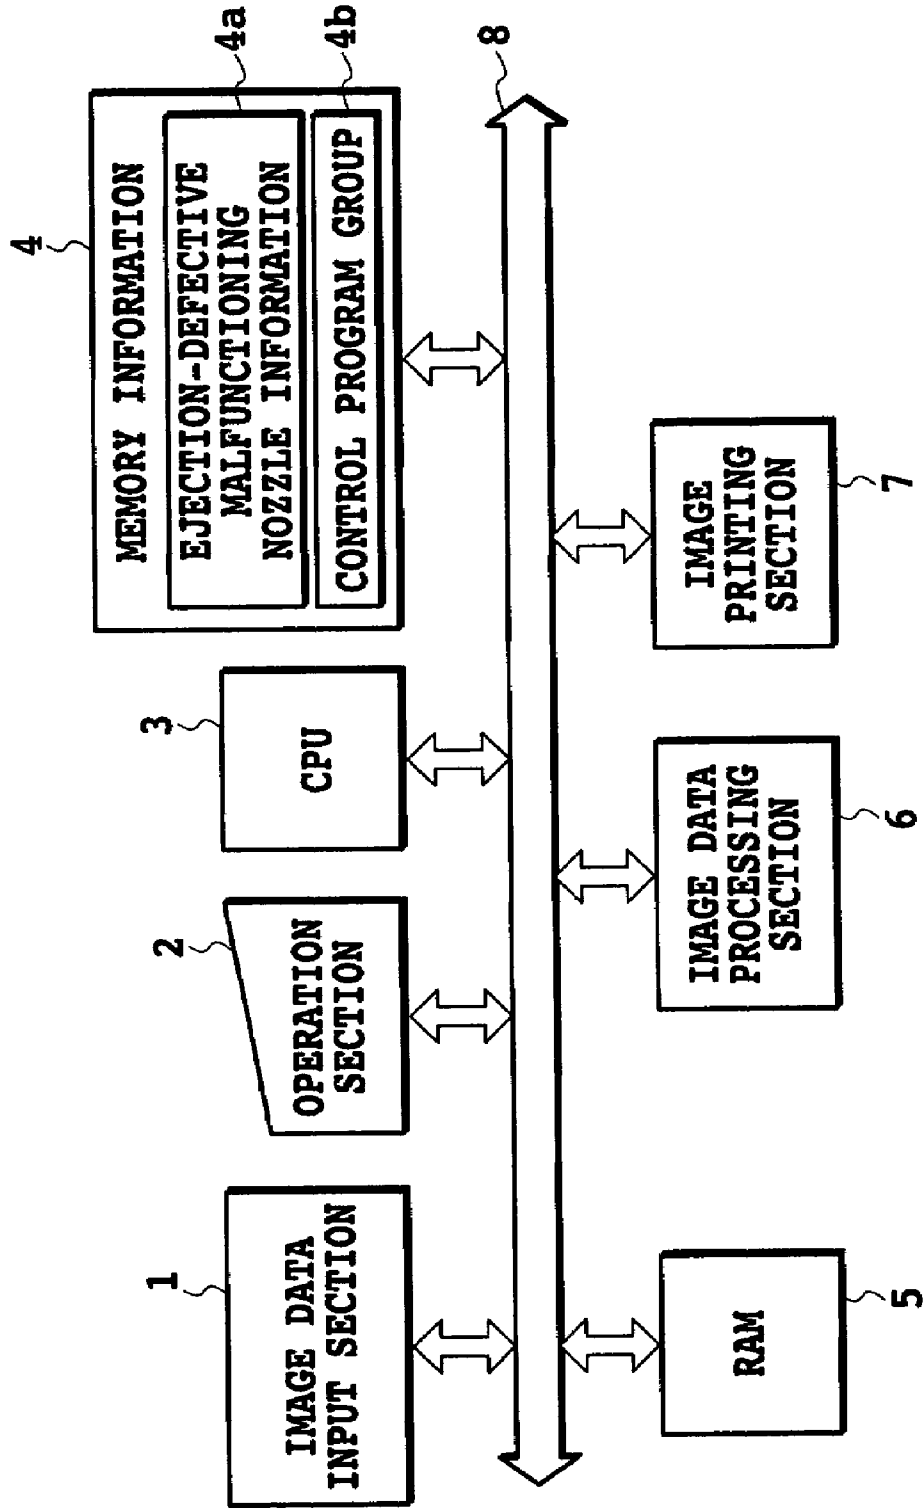 1
IMAGE DATA
INPUT SECTION
2
OPERATION
SECTION
3
CPU
4
MEMORY INFORMATION
4a
EJECTION-DEFECTIVE
MALFUNCTIONING
NOZZLE INFORMATION
4b
CONTROL PROGRAM GROUP
8
RAM
5
IMAGE DATA
PROCESSING
SECTION
6
IMAGE
PRINTING
SECTION
7